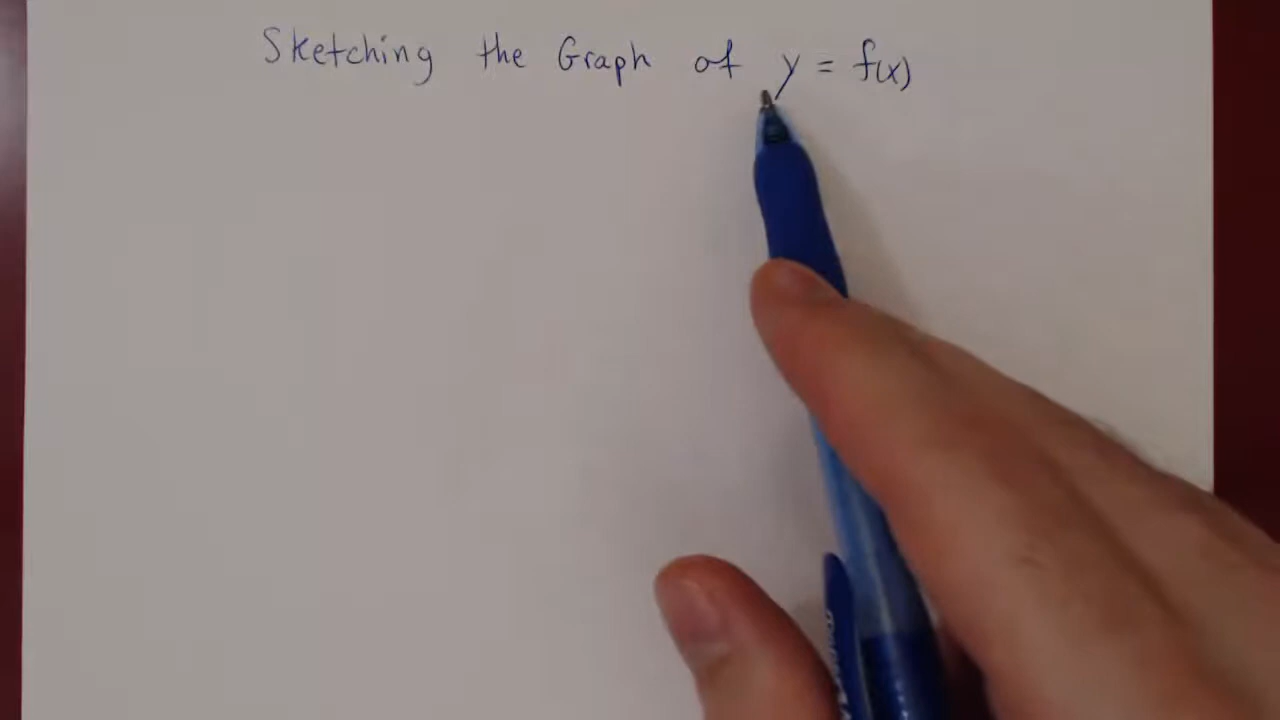 Sketching the Graph of y = f(x)